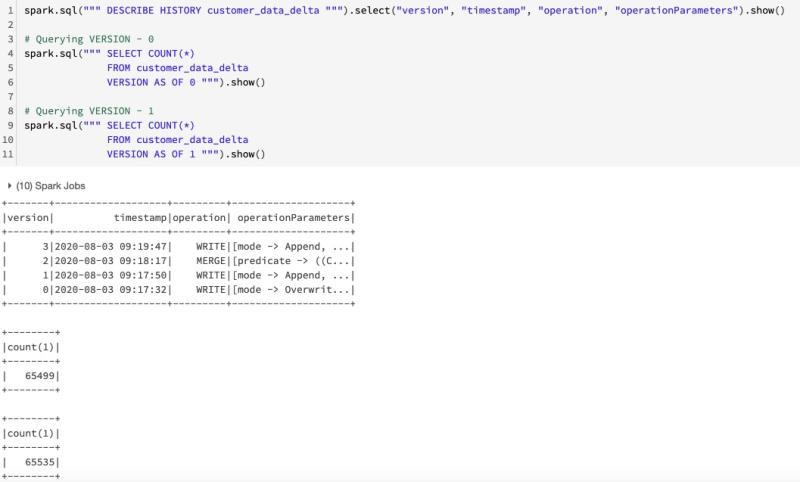 1 spark.sql(""" DESCRIBE HISTORY customer_data_delta """).select("version", "timestamp", "operation", "operationParameters").show()
2
3 # Querying VERSION - 0
4 spark.sql(""" SELECT COUNT(*)
5 FROM customer_data_delta
6 VERSION AS OF 0 """).show()
7
8 # Querying VERSION - 1
9 spark.sql(""" SELECT COUNT(*)
10 FROM customer_data_delta
11 VERSION AS OF 1 """).show()
(10) Spark Jobs
+-------+-------------------+---------+--------------------+
|version|          timestamp|operation| operationParameters|
+-------+-------------------+---------+--------------------+
|      3|2020-08-03 09:19:47|    WRITE|[mode -> Append, ...|
|      2|2020-08-03 09:18:17|    MERGE|[predicate -> ((C...|
|      1|2020-08-03 09:17:50|    WRITE|[mode -> Append, ...|
|      0|2020-08-03 09:17:32|    WRITE|[mode -> Overwrit...|
+-------+-------------------+---------+--------------------+
+--------+
|count(1)|
+--------+
|   65499|
+--------+
+--------+
|count(1)|
+--------+
|   65535|
+--------+